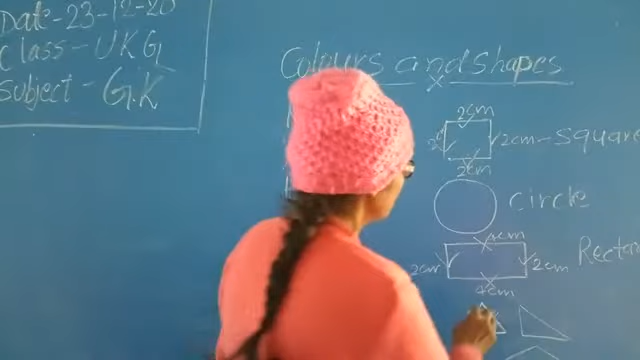 Date-23-12-20
Class-UKG
Subject-G.K
Colours and Shapes
2cm
2cm-Square
2cm
Circle
4cm
2cm
2cm
4cm